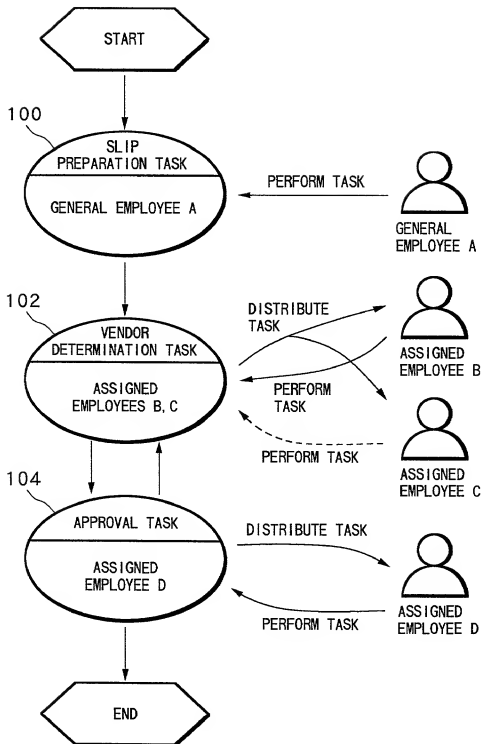 START
100
SLIP
PREPARATION TASK
GENERAL EMPLOYEE A
PERFORM TASK
GENERAL
EMPLOYEE A
102
VENDOR
DETERMINATION TASK
ASSIGNED
EMPLOYEES B, C
DISTRIBUTE
TASK
PERFORM
TASK
ASSIGNED
EMPLOYEE B
PERFORM TASK
ASSIGNED
EMPLOYEE C
104
APPROVAL TASK
ASSIGNED
EMPLOYEE D
DISTRIBUTE TASK
PERFORM TASK
ASSIGNED
EMPLOYEE D
END